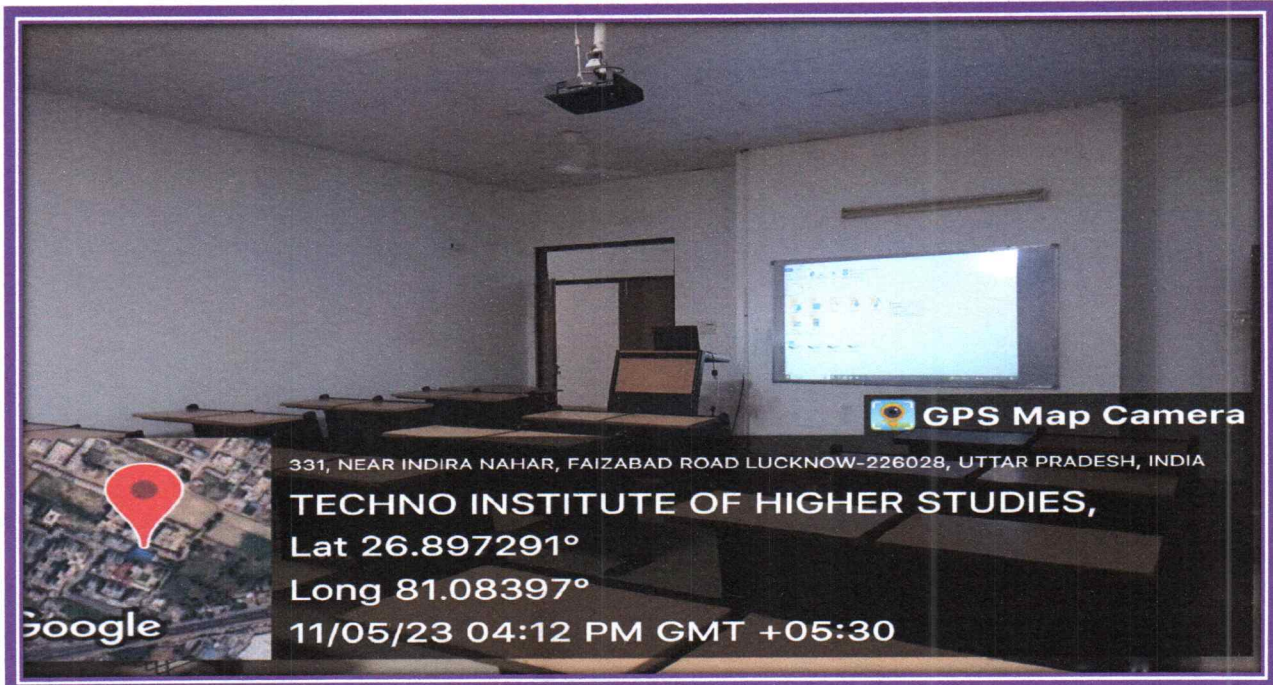 GPS Map Camera
331, NEAR INDIRA NAHAR, FAIZABAD ROAD LUCKNOW-226028, UTTAR PRADESH, INDIA
TECHNO INSTITUTE OF HIGHER STUDIES,
Lat 26.897291°
Long 81.08397°
11/05/23 04:12 PM GMT +05:30
Google